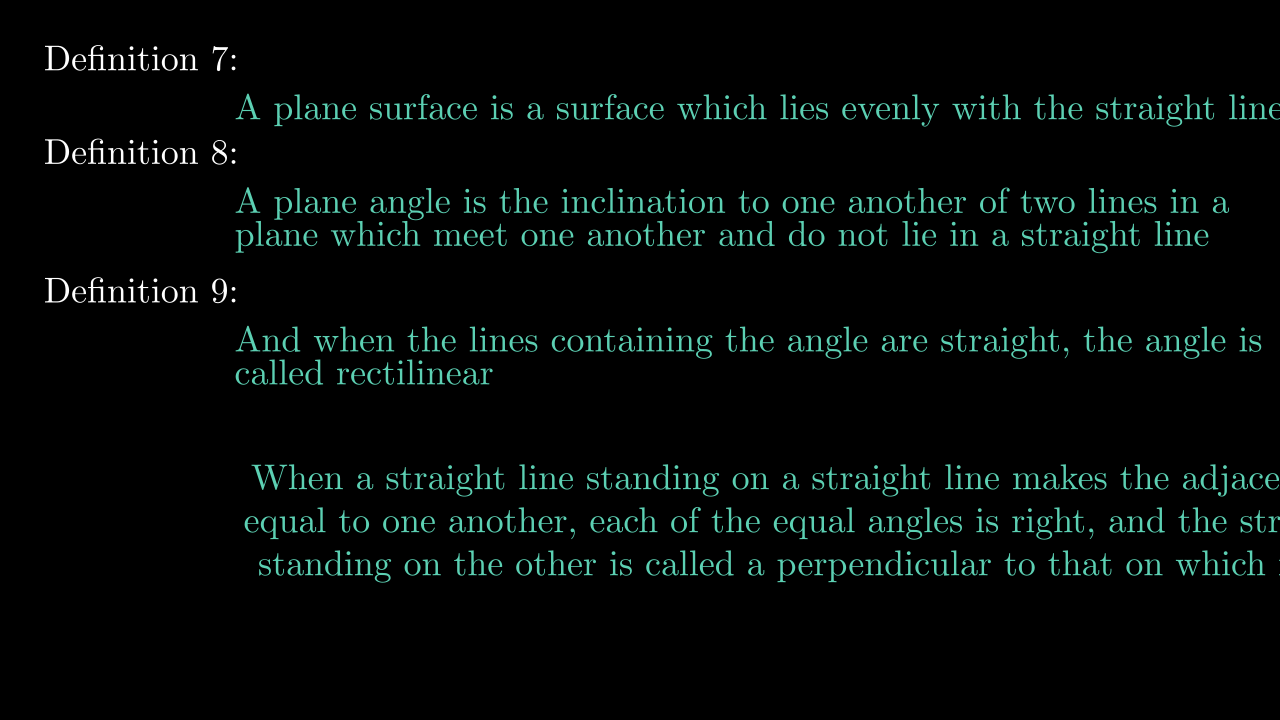 Definition 7:
A plane surface is a surface which lies evenly with the straight line
Definition 8:
A plane angle is the inclination to one another of two lines in a
plane which meet one another and do not lie in a straight line
Definition 9:
And when the lines containing the angle are straight, the angle is
called rectilinear
When a straight line standing on a straight line makes the
equal to one another, each of the equal angles is right, and the
standing on the other is called a perpendicular to that on which